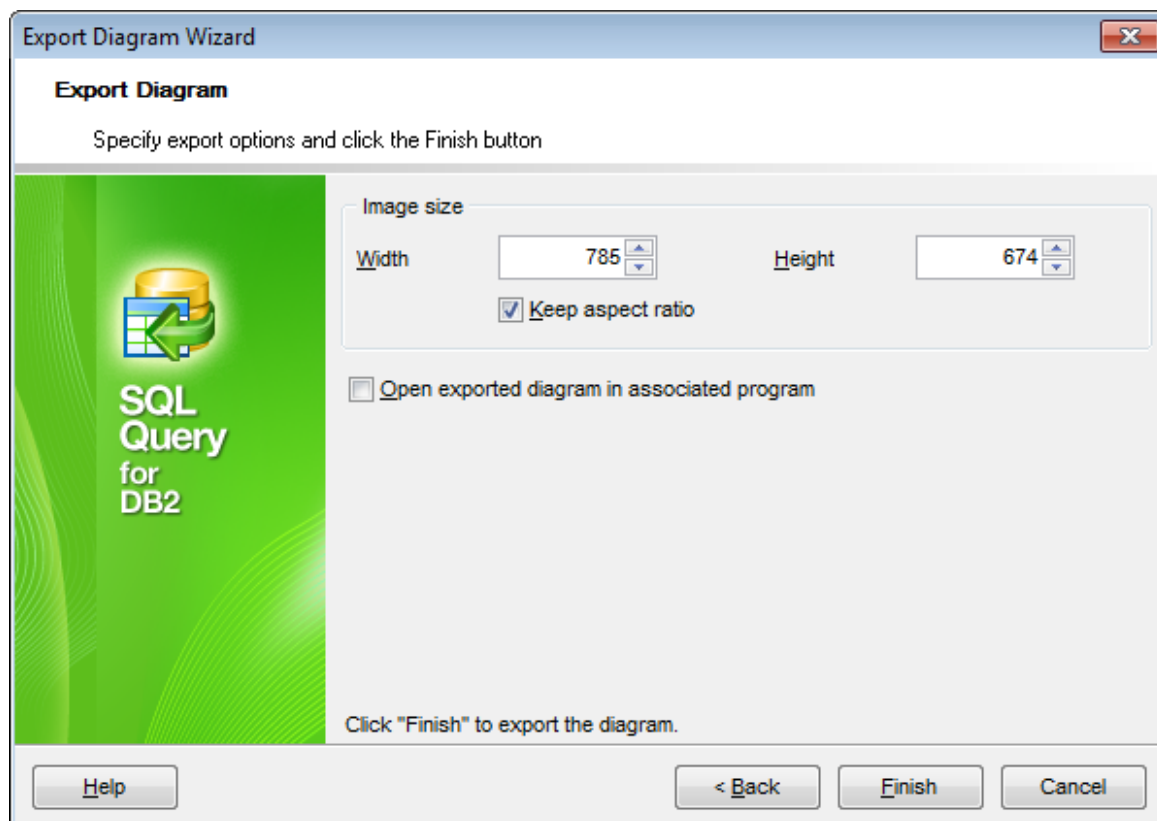 Export Diagram Wizard
Export Diagram
Specify export options and click the Finish button
Image size
Width 785 Height 674
Keep aspect ratio
Open exported diagram in associated program
SQL
Query
for
DB2
Click "Finish" to export the diagram.
Help < Back Finish Cancel